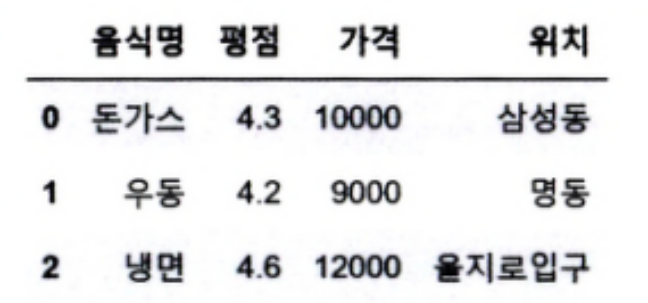 음식명 평점 가격 위치
0 돈가스 4.3 10000 삼성동
1 우동 4.2 9000 명동
2 냉면 4.6 12000 을지로입구